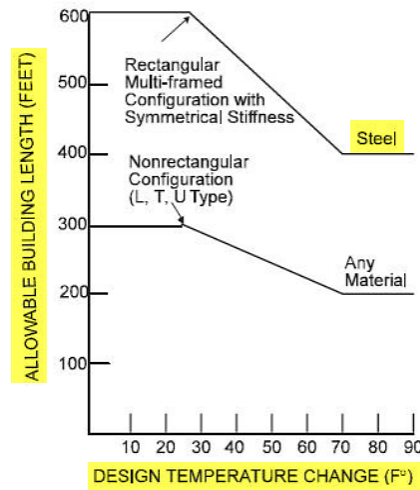 ALLOWABLE BUILDING LENGTH (FEET)
600
500
400
300
200
100
Rectangular
Multi-framed
Configuration with
Symmetrical Stiffness
Steel
Nonrectangular
Configuration
(L, T, U Type)
Any
Material
10 20 30 40 50 60 70 80 90
DESIGN TEMPERATURE CHANGE (Fº)